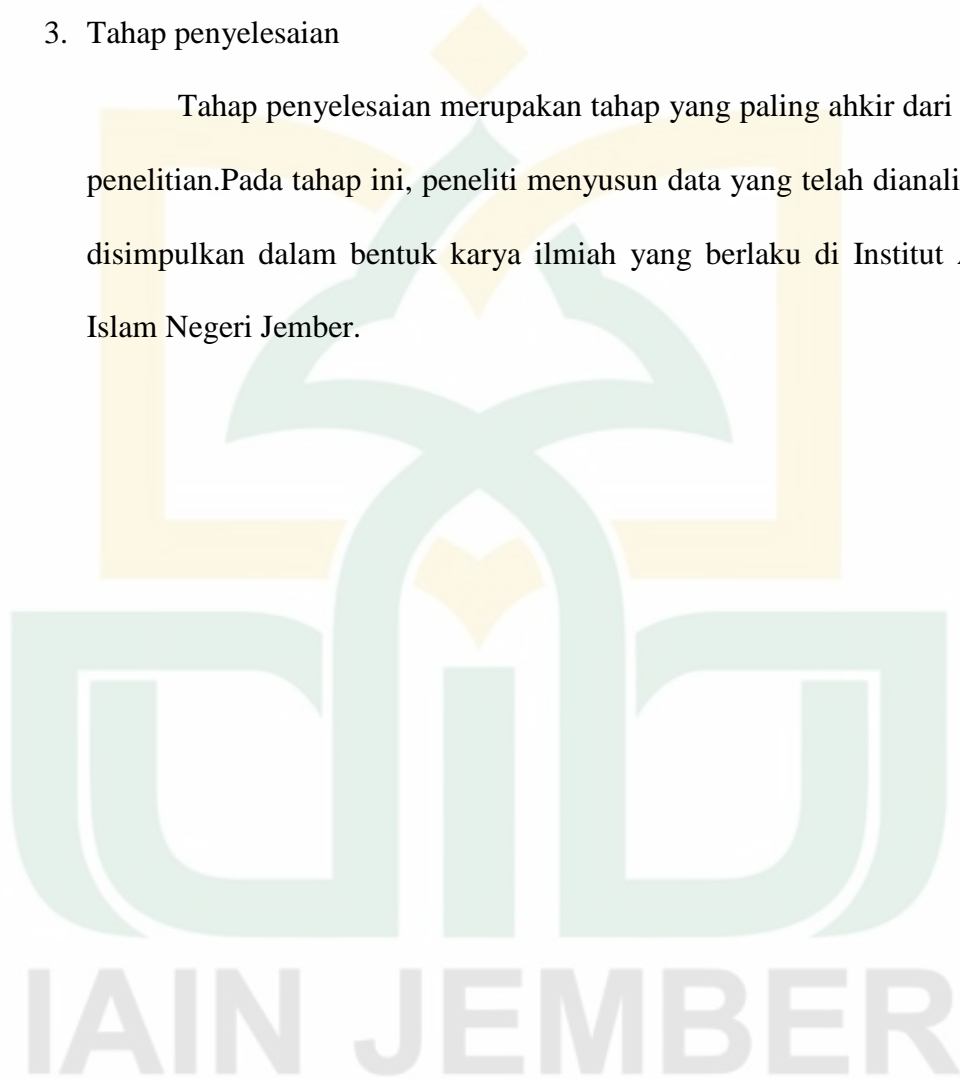 3. Tahap penyelesaian
Tahap penyelesaian merupakan tahap yang paling ahkir dari
penelitian.Pada tahap ini, peneliti menyusun data yang telah
disimpulkan dalam bentuk karya ilmiah yang berlaku di Institut
Islam Negeri Jember.
IAIN JEMBER